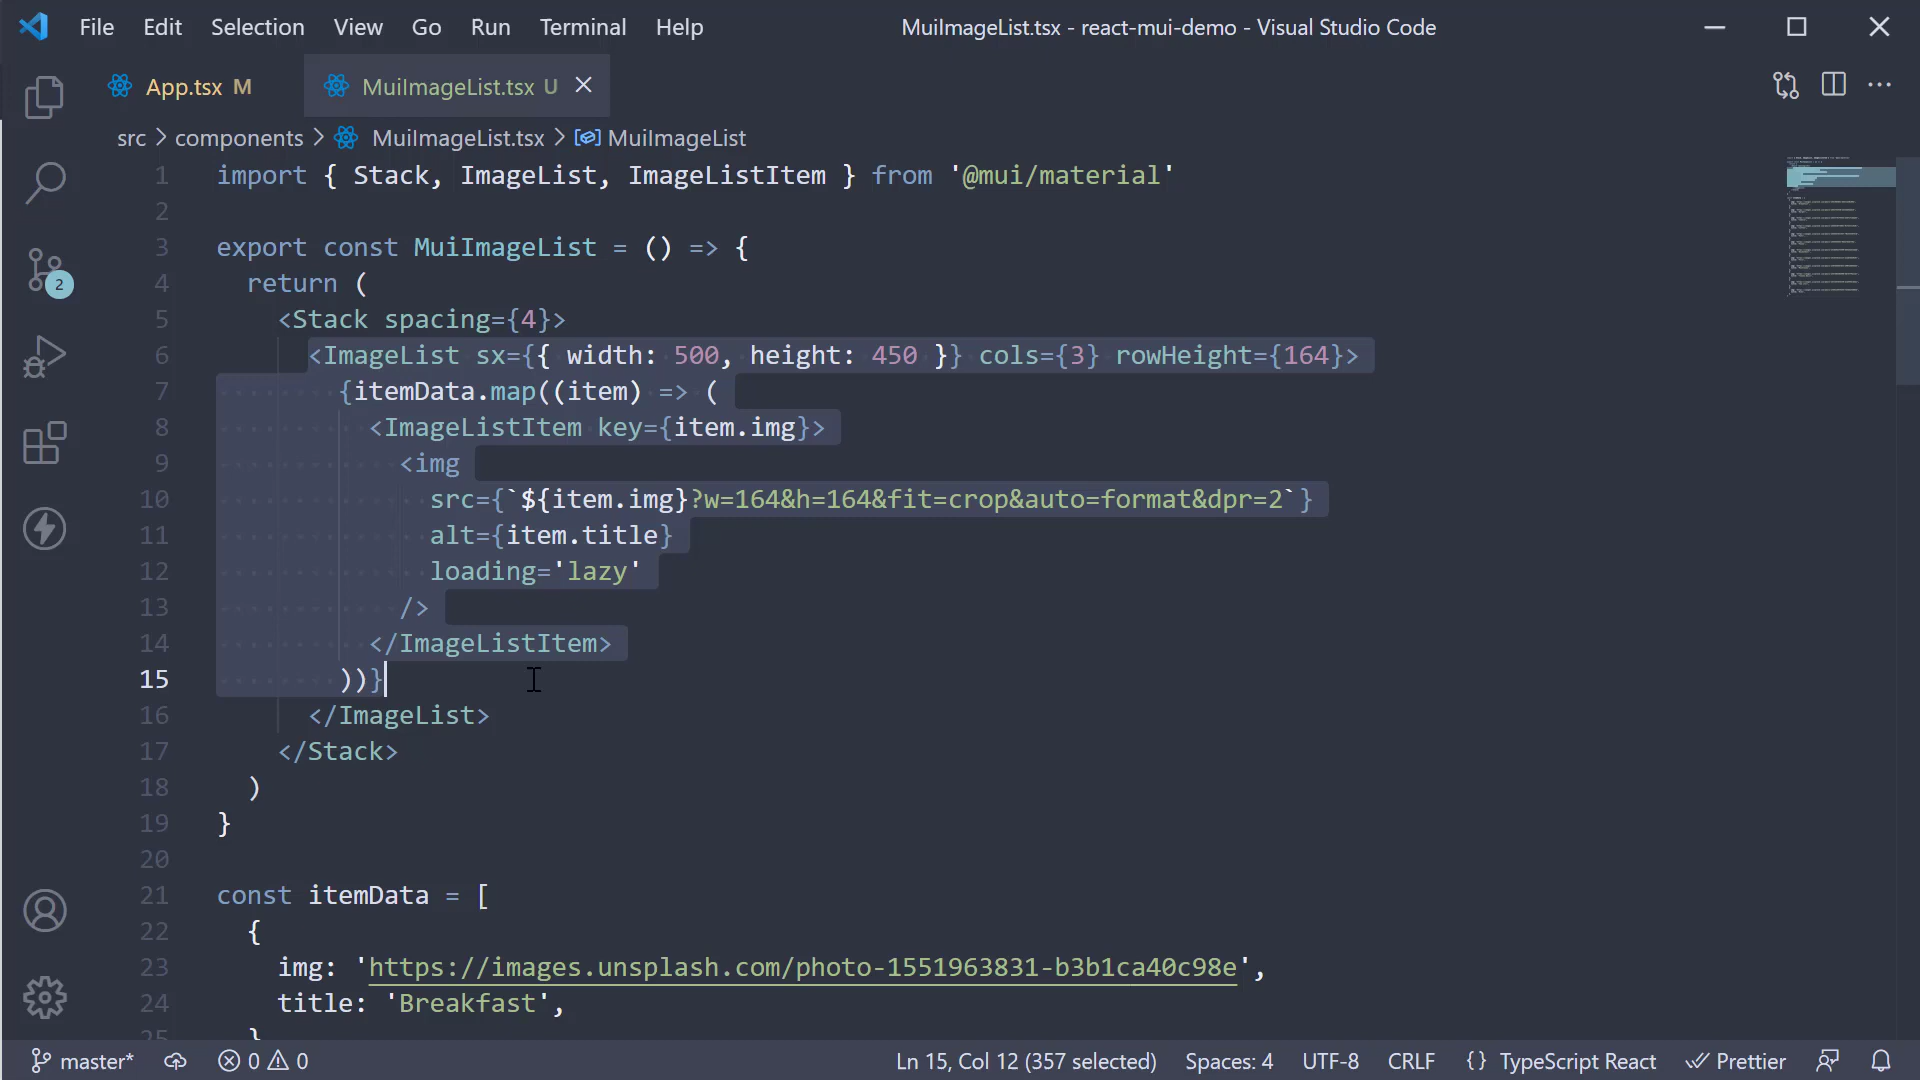 File Edit Selection View Go Run Terminal Help
MuiImageList.tsx - react-mui-demo - Visual Studio Code
App.tsx M
MuiImageList.tsx U
src > components > MuiImageList.tsx > MuiImageList
1 import { Stack, ImageList, ImageListItem } from '@mui/material'
2
3 export const MuiImageList = () => {
4 return (
5 <Stack spacing={4}>
6 <ImageList sx={{ width: 500, height: 450 }} cols={3} rowHeight={164}>
7 {itemData.map((item) => (
8 <ImageListItem key={item.img}>
9 <img
10 src={`${item.img}?w=164&h=164&fit=crop&auto=format&dpr=2`}
11 alt={item.title}
12 loading='lazy'
13 />
14 </ImageListItem>
15 ))}
16 </ImageList>
17 </Stack>
18 )
19 }
20
21 const itemData = [
22 {
23 img: 'https://images.unsplash.com/photo-1551963831-b3b1ca40c98e',
24 title: 'Breakfast',
25 }
2
master* 0 0
Ln 15, Col 12 (357 selected) Spaces: 4 UTF-8 CRLF {} TypeScript React Prettier